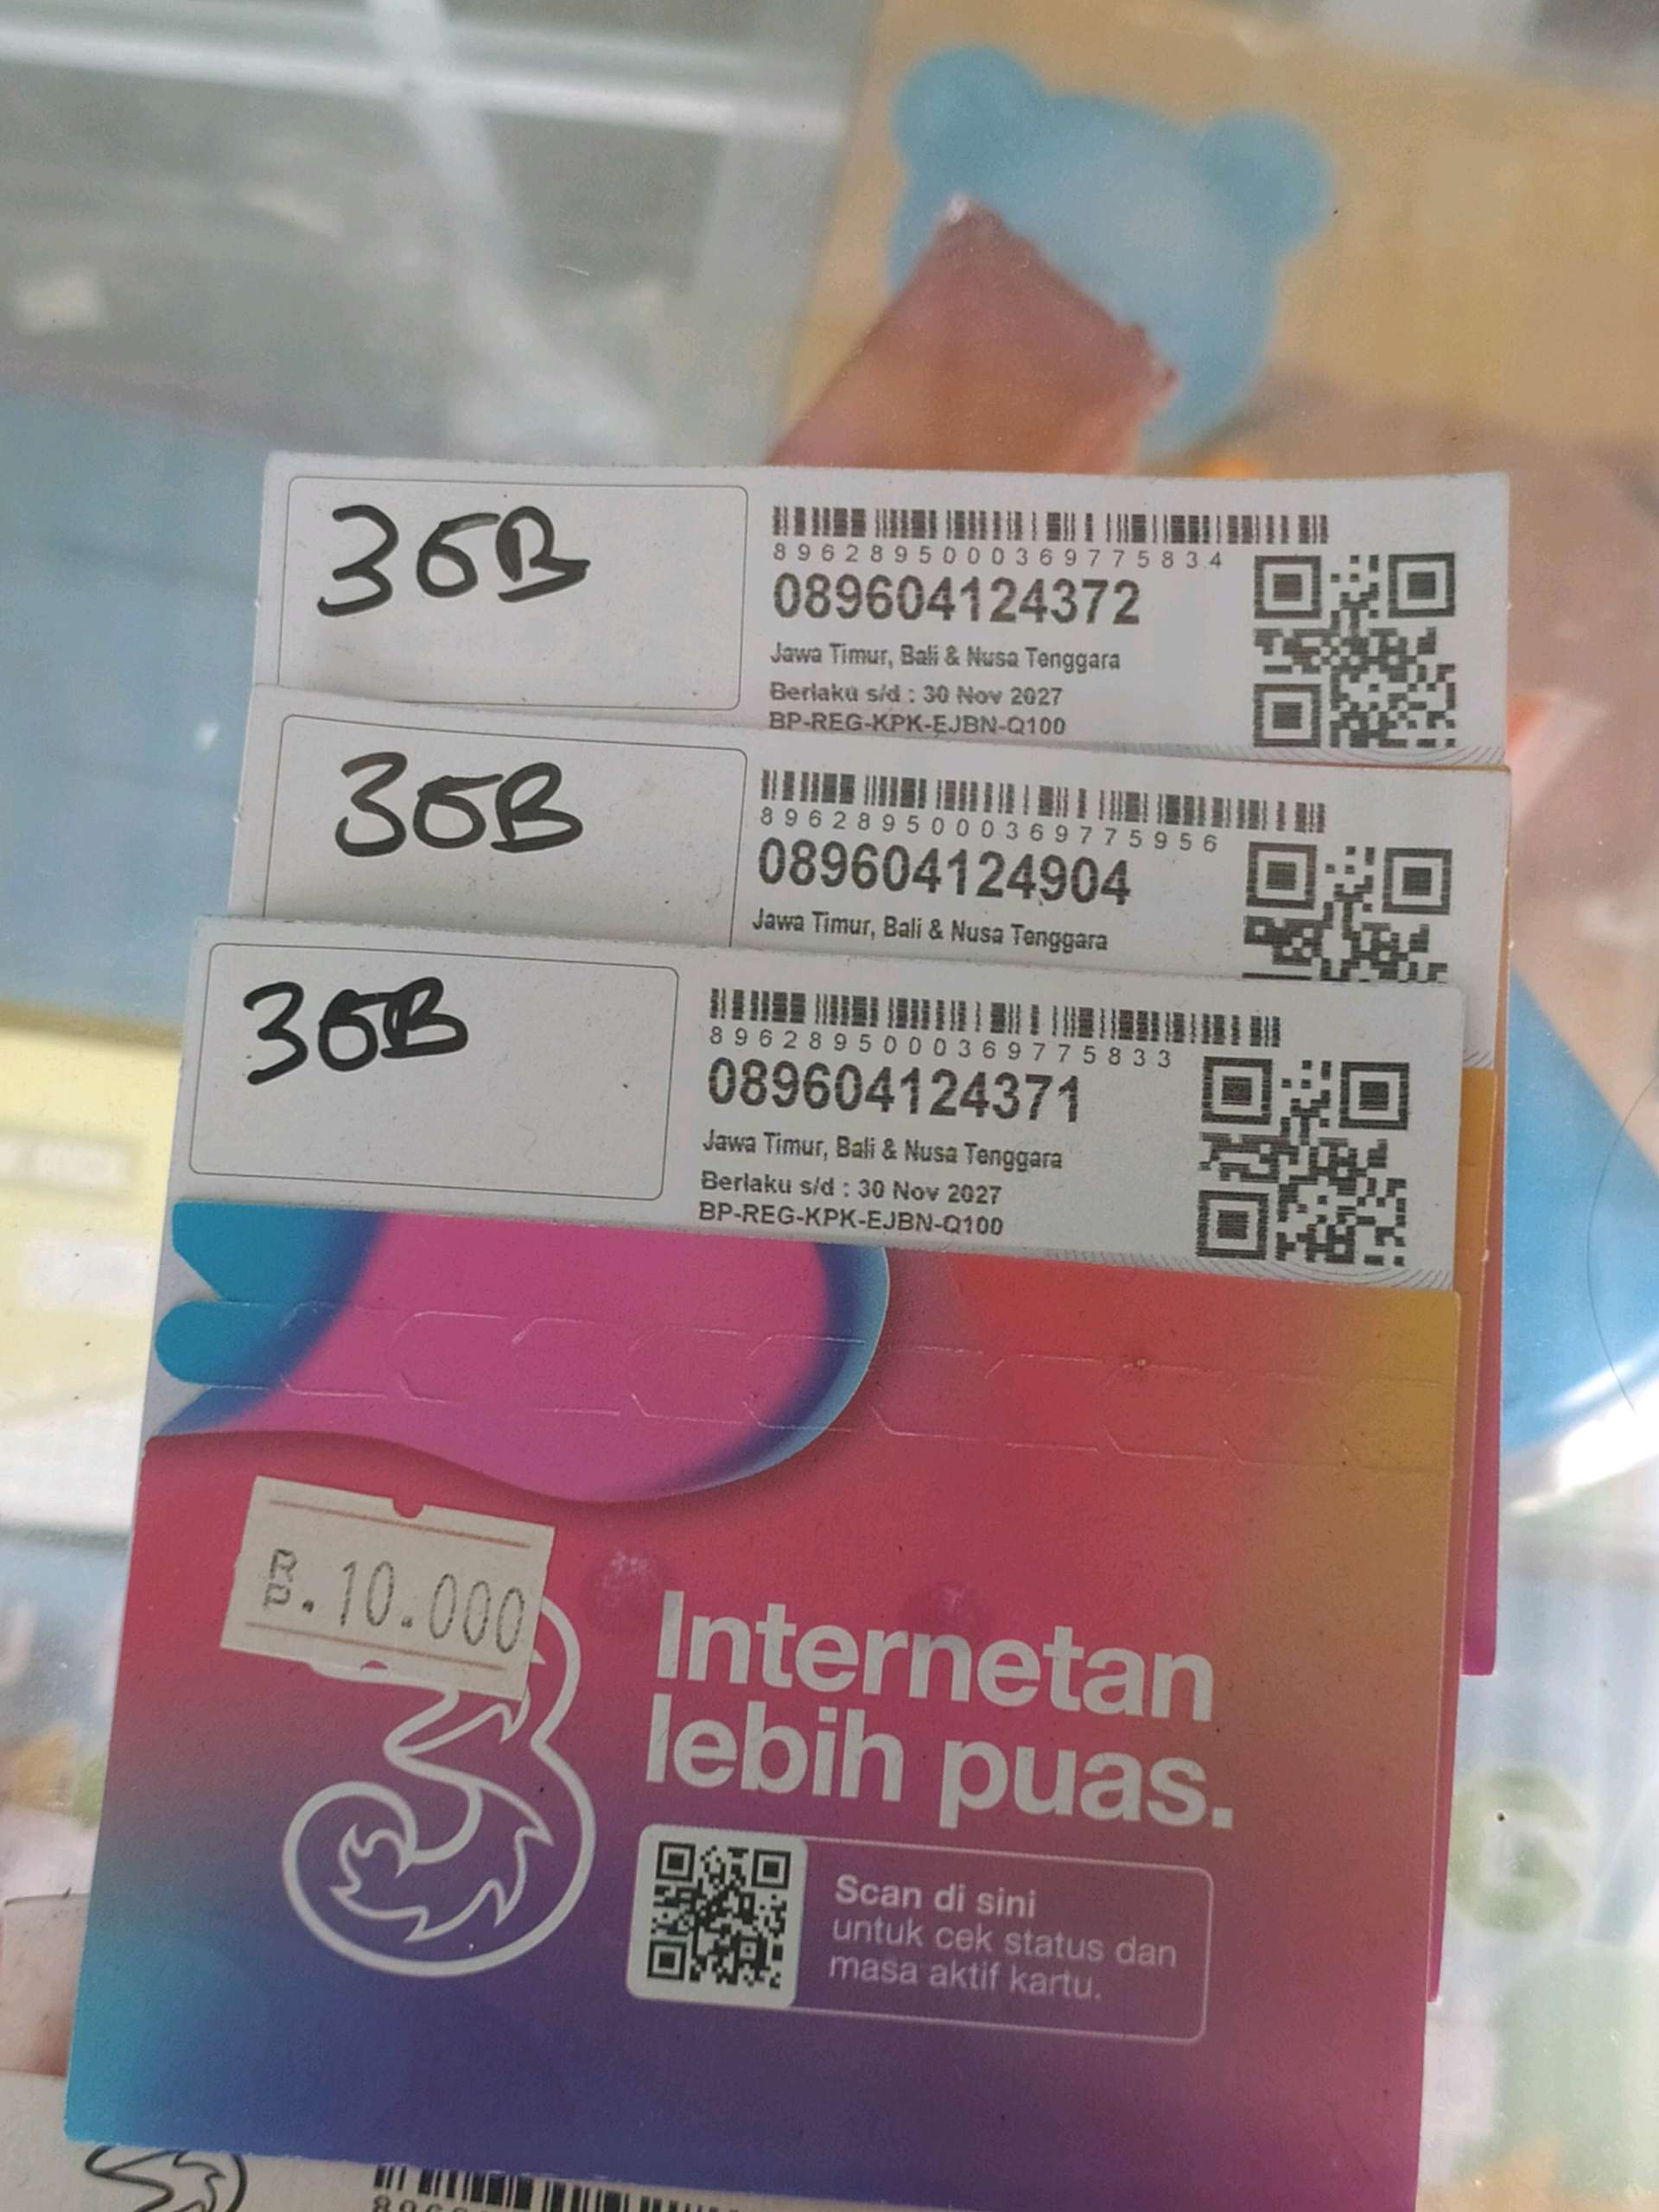 3GB
8962895000369775834
089604124372
Jawa Timur, Bali & Nusa Tenggara
Berlaku s/d : 30 Nov 2027
BP-REG-KPK-EJBN-Q100
3GB
8962895000369775956
089604124904
Jawa Timur, Bali & Nusa Tenggara
3GB
8962895000369775833
089604124371
Jawa Timur, Bali & Nusa Tenggara
Berlaku s/d : 30 Nov 2027
BP-REG-KPK-EJBN-Q100
Rp.10.000
3
Internetan
lebih puas.
Scan di sini
untuk cek status dan
masa aktif kartu.